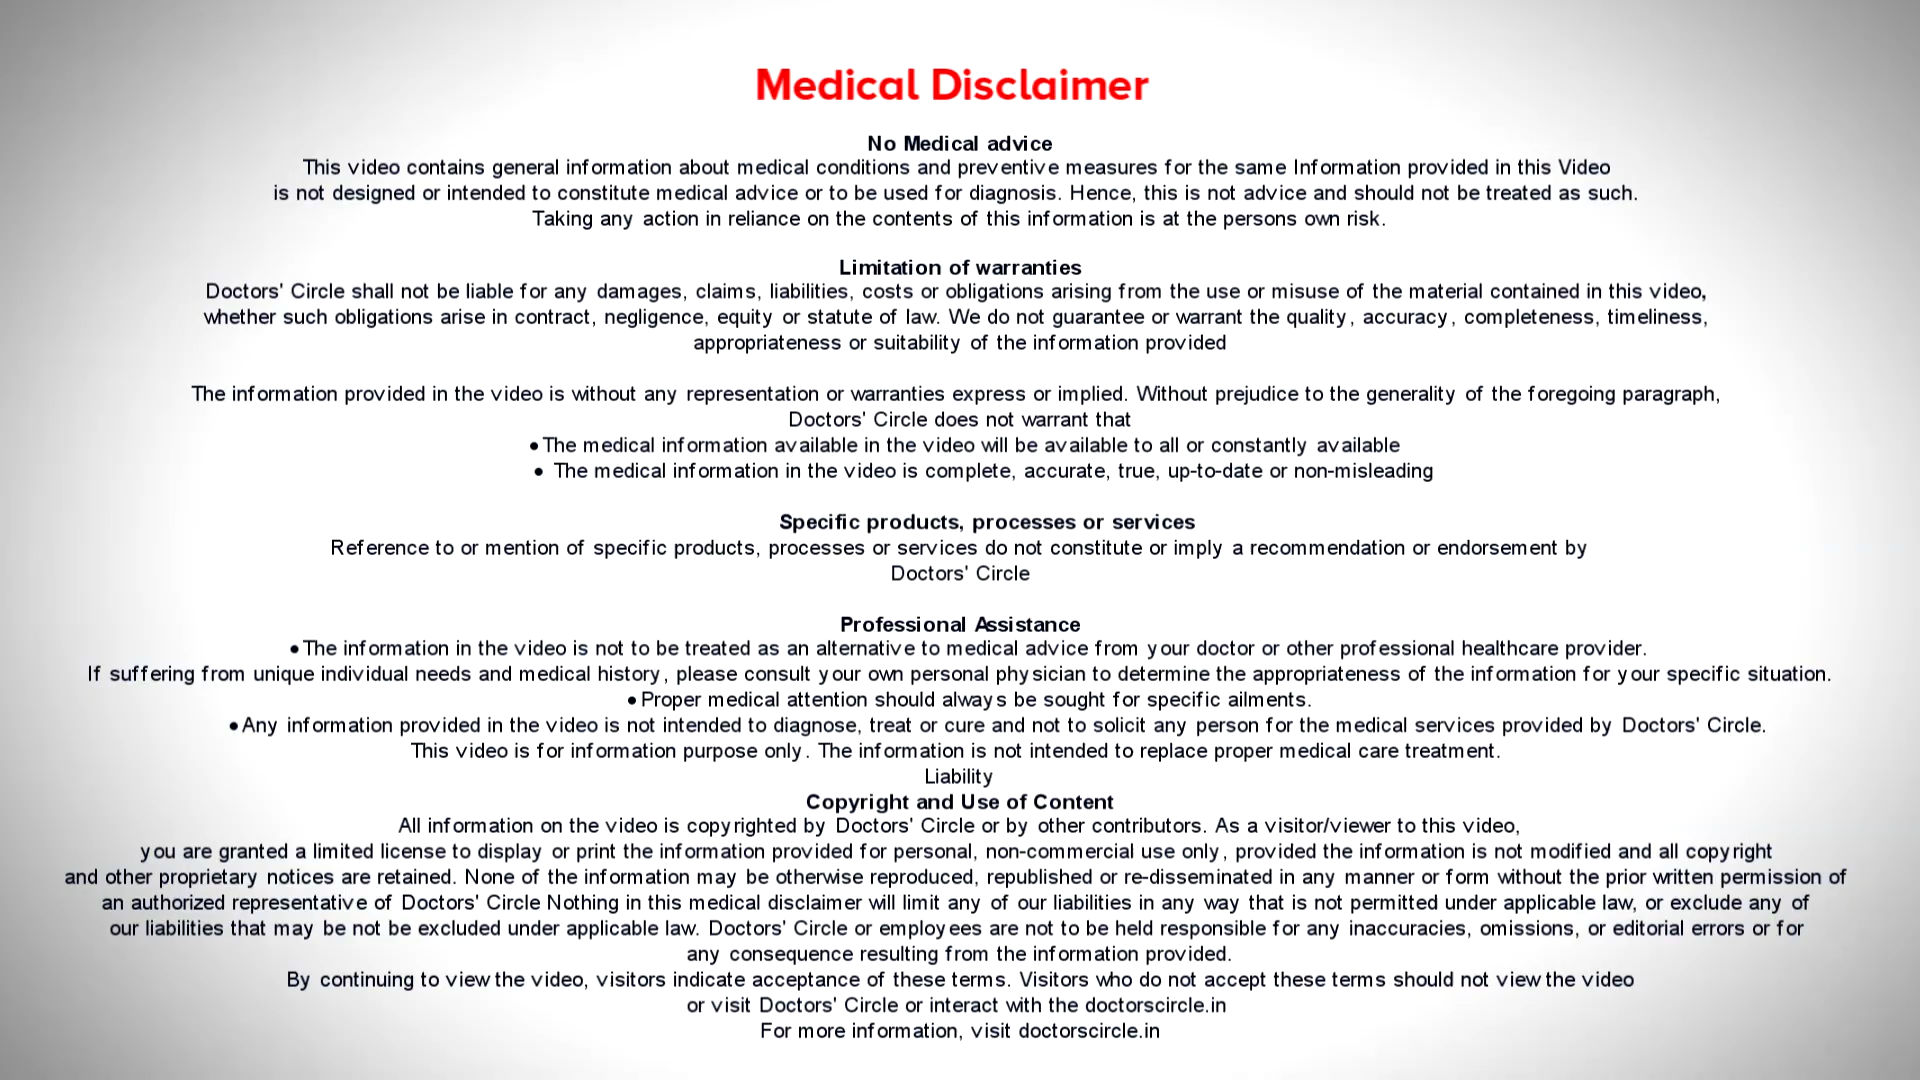 Medical Disclaimer
No Medical advice
This video contains general information about medical conditions and preventive measures for the same Information provided in this Video
is not designed or intended to constitute medical advice or to be used for diagnosis. Hence, this is not advice and should not be treated as such.
Taking any action in reliance on the contents of this information is at the persons own risk.
Limitation of warranties
Doctors' Circle shall not be liable for any damages, claims, liabilities, costs or obligations arising from the use or misuse of the material contained in this video,
whether such obligations arise in contract, negligence, equity or statute of law. We do not guarantee or warrant the quality, accuracy, completeness, timeliness,
appropriateness or suitability of the information provided
The information provided in the video is without any representation or warranties express or implied. Without prejudice to the generality of the foregoing paragraph,
Doctors' Circle does not warrant that
• The medical information available in the video will be available to all or constantly available
• The medical information in the video is complete, accurate, true, up-to-date or non-misleading
Specific products, processes or services
Reference to or mention of specific products, processes or services do not constitute or imply a recommendation or endorsement by
Doctors' Circle
Professional Assistance
• The information in the video is not to be treated as an alternative to medical advice from your doctor or other professional healthcare provider.
If suffering from unique individual needs and medical history, please consult your own personal physician to determine the appropriateness of the information for your specific situation.
• Proper medical attention should always be sought for specific ailments.
• Any information provided in the video is not intended to diagnose, treat or cure and not to solicit any person for the medical services provided by Doctors' Circle.
This video is for information purpose only. The information is not intended to replace proper medical care treatment.
Liability
Copyright and Use of Content
All information on the video is copyrighted by Doctors' Circle or by other contributors. As a visitor/viewer to this video,
you are granted a limited license to display or print the information provided for personal, non-commercial use only, provided the information is not modified and all copyright
and other proprietary notices are retained. None of the information may be otherwise reproduced, republished or re-disseminated in any manner or form without the prior written permission of
an authorized representative of Doctors' Circle Nothing in this medical disclaimer will limit any of our liabilities in any way that is not permitted under applicable law, or exclude any of
our liabilities that may be not be excluded under applicable law. Doctors' Circle or employees are not to be held responsible for any inaccuracies, omissions, or editorial errors or for
any consequence resulting from the information provided.
By continuing to view the video, visitors indicate acceptance of these terms. Visitors who do not accept these terms should not view the video
or visit Doctors' Circle or interact with the doctorscircle.in
For more information, visit doctorscircle.in